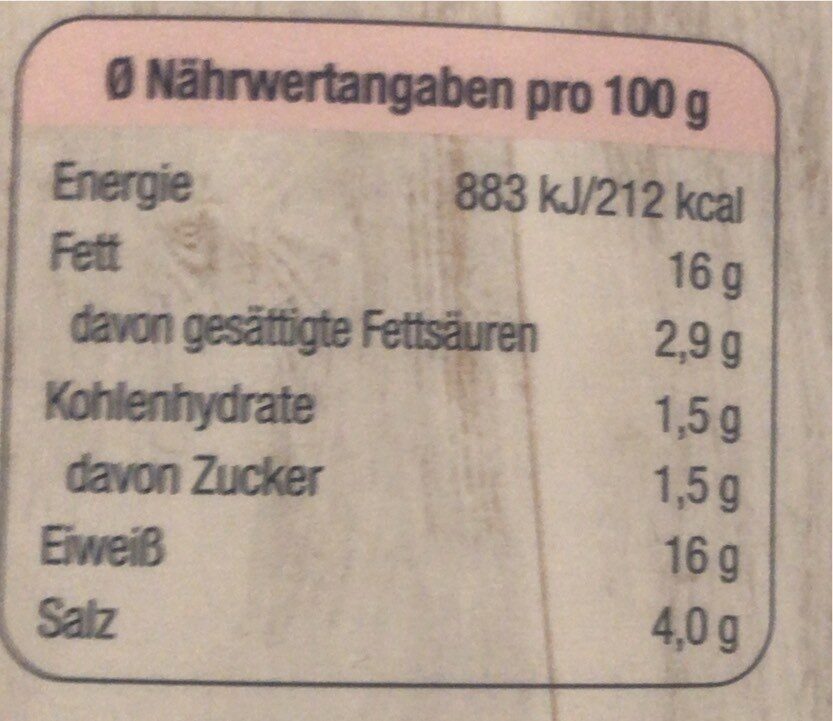 Ø Nährwertangaben pro 100 g
Energie 883 kJ/212 kcal
Fett 16 g
davon gesättigte Fettsäuren 2,9 g
Kohlenhydrate 1,5 g
davon Zucker 1,5 g
Eiweiß 16 g
Salz 4,0 g